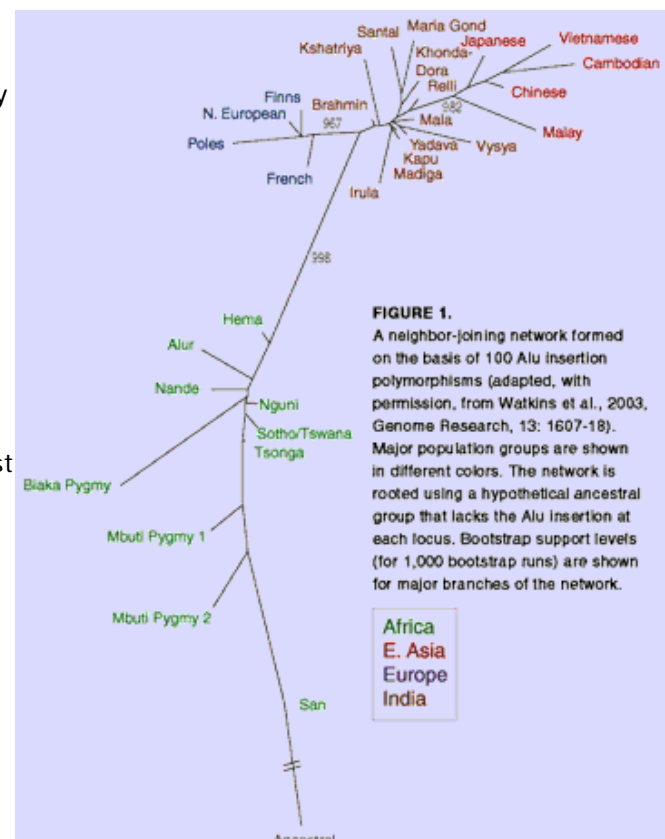 y
st
Santal
Maria Gond
Kshatriya
Khonda-
Dora
Japanese
Vietnamese
Cambodian
Finns
N. European
Brahmin
Relli
Chinese
967
982
Mala
Malay
Poles
Yadava
Vysya
Kapu
Madiga
French
Irula
998
Hema
Alur
Nande
Nguni
Sotho/Tswana
Tsonga
Biaka Pygmy
Mbuti Pygmy 1
Mbuti Pygmy 2
San
FIGURE 1.
A neighbor-joining network formed
on the basis of 100 Alu insertion
polymorphisms (adapted, with
permission, from Watkins et al., 2003,
Genome Research, 13: 1607-18).
Major population groups are shown
in different colors. The network is
rooted using a hypothetical ancestral
group that lacks the Alu insertion at
each locus. Bootstrap support levels
(for 1,000 bootstrap runs) are shown
for major branches of the network.
Africa
E. Asia
Europe
India
Ancestral